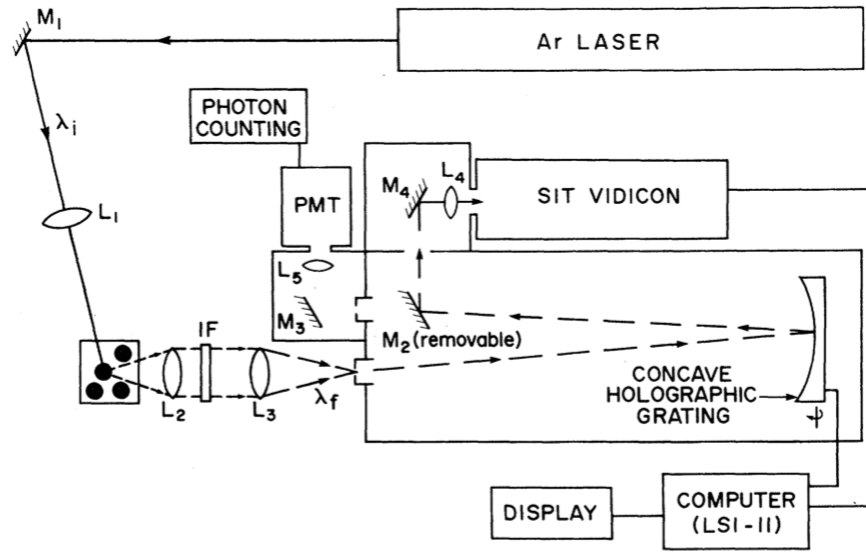 M₁
Ar LASER
PHOTON
COUNTING
λᵢ
L₁
PMT
M₄
L₄
SIT VIDICON
L₅
M₃
M₂ (removable)
IF
L₂
L₃
λf
CONCAVE
HOLOGRAPHIC
GRATING
φ
DISPLAY
COMPUTER
(LSI-II)